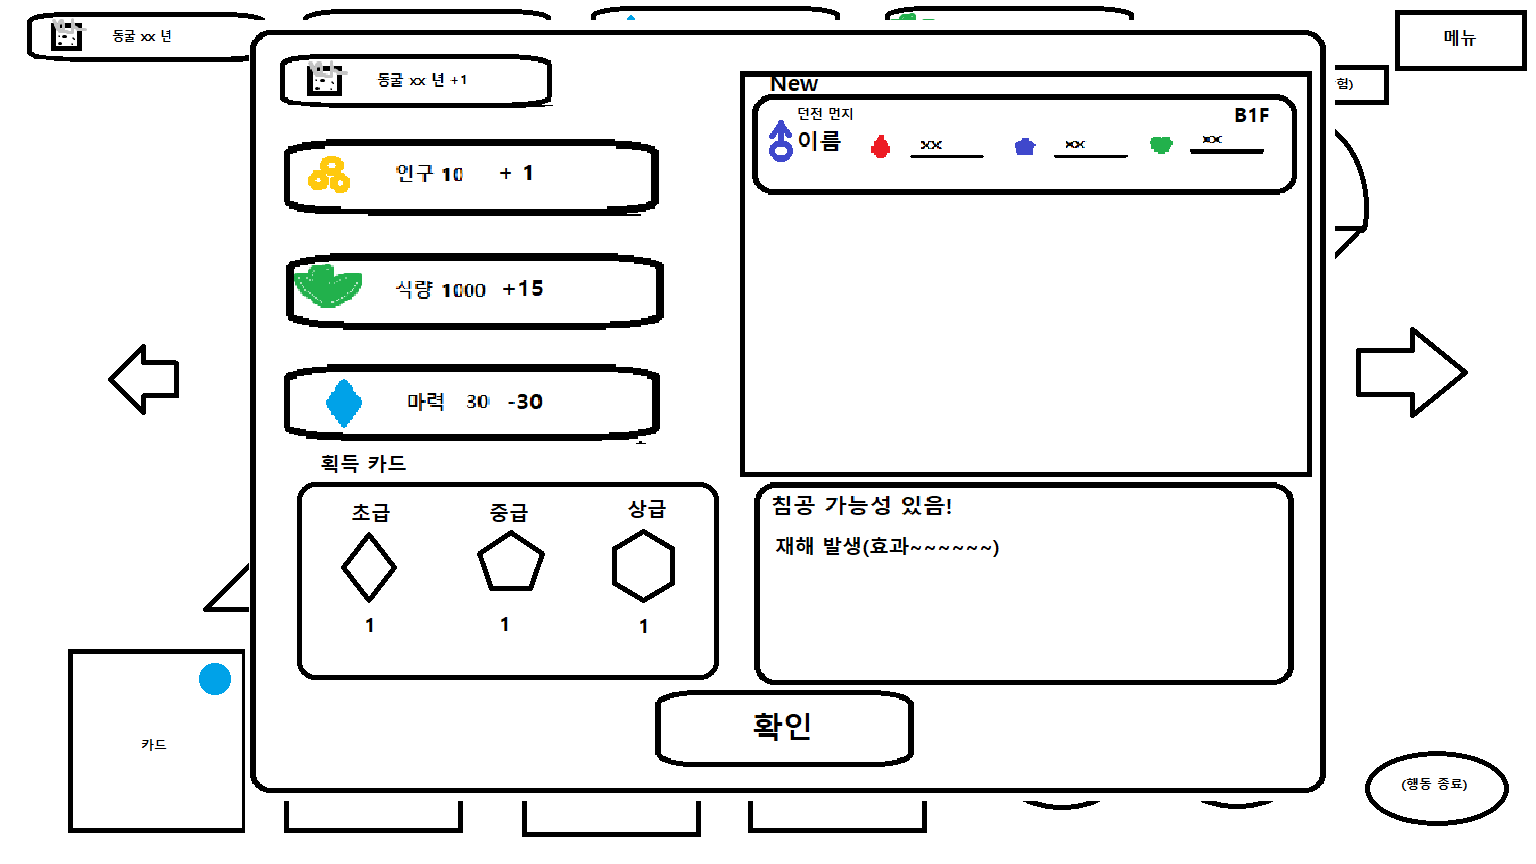 동굴 xx 년
메뉴
험)
동굴 xx 년 +1
New
던전 먼지
이름
xx
xx
xx
B1F
인구 10 + 1
식량 1000 +15
마력 30 -30
획득 카드
초급 중급 상급
1 1 1
침공 가능성 있음!
재해 발생(효과~~~~~~)
확인
카드
(행동 종료)